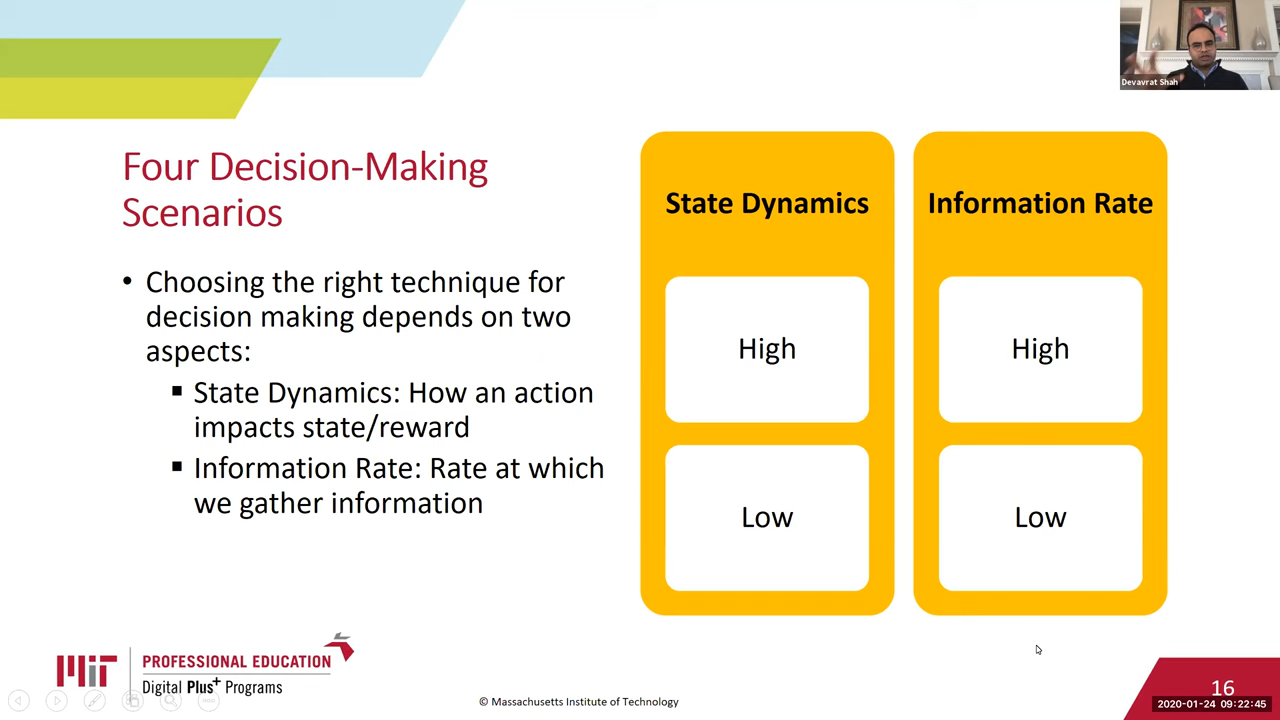 Devavrat Shah
Four Decision-Making
Scenarios
• Choosing the right technique for
decision making depends on two
aspects:
▪ State Dynamics: How an action
impacts state/reward
▪ Information Rate: Rate at which
we gather information
State Dynamics
High
Low
Information Rate
High
Low
MIT
PROFESSIONAL EDUCATION
Digital Plus+ Programs
© Massachusetts Institute of Technology
16
2020-01-24 09:22:45